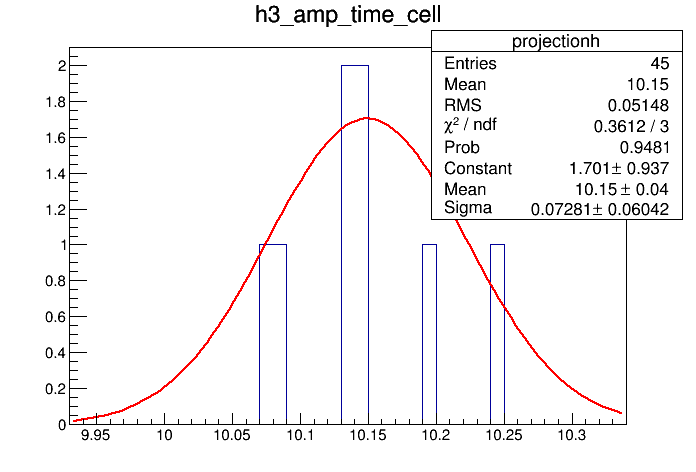 h3_amp_time_cell
projectionh
Entries 45
Mean 10.15
RMS 0.05148
χ² / ndf 0.3612 / 3
Prob 0.9481
Constant 1.701± 0.937
Mean 10.15 ± 0.04
Sigma 0.07281± 0.06042
2
1.8
1.6
1.4
1.2
1
0.8
0.6
0.4
0.2
0
9.95 10 10.05 10.1 10.15 10.2 10.25 10.3